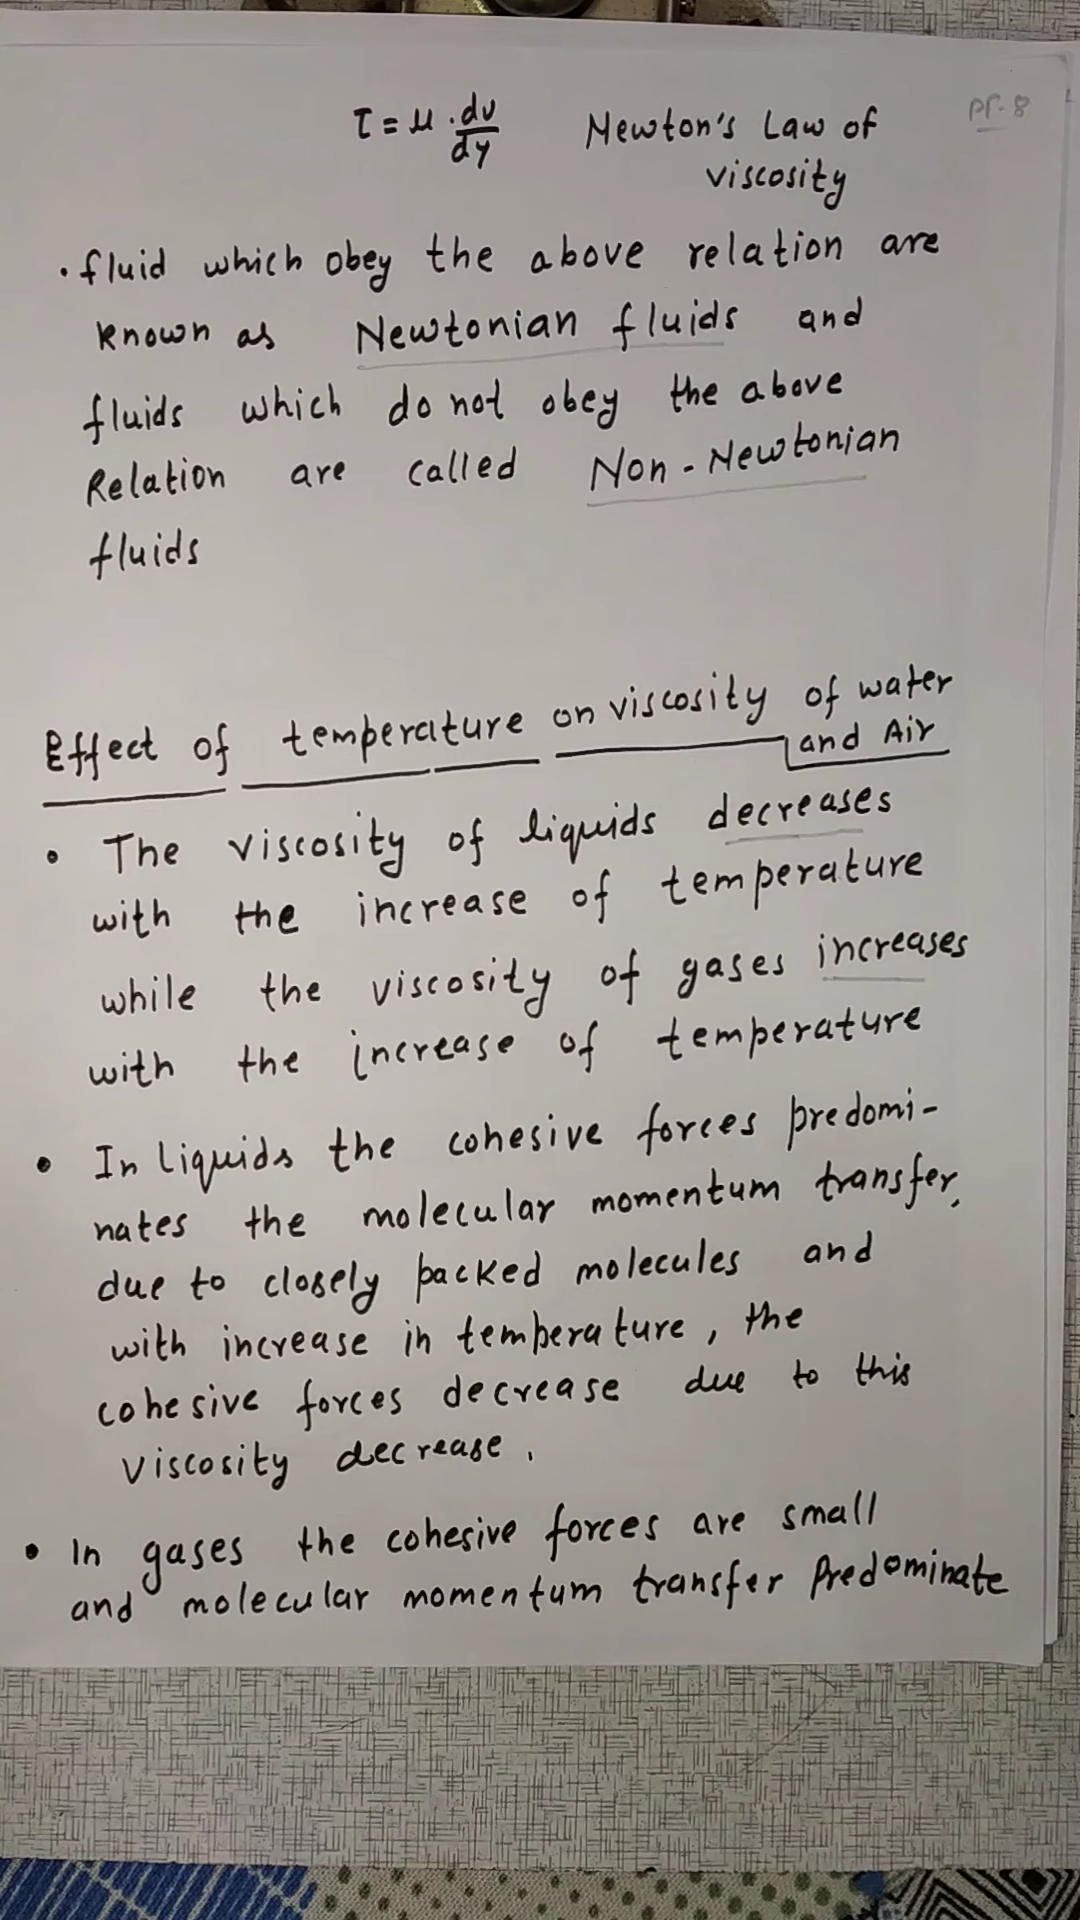 pr.8
τ = μ . du/dy Newton's Law of
viscosity
• fluid which obey the above relation are
known as Newtonian fluids and
fluids which do not obey the above
Relation are called Non - Newtonian
fluids
Effect of temperature on viscosity of water
and Air
• The viscosity of liquids decreases
with the increase of temperature
while the viscosity of gases increases
with the increase of temperature
• In liquids the cohesive forces predomi-
nates the molecular momentum transfer,
due to closely packed molecules and
with increase in temperature, the
cohesive forces decrease due to this
viscosity decrease.
• In gases the cohesive forces are small
and molecular momentum transfer Predominate